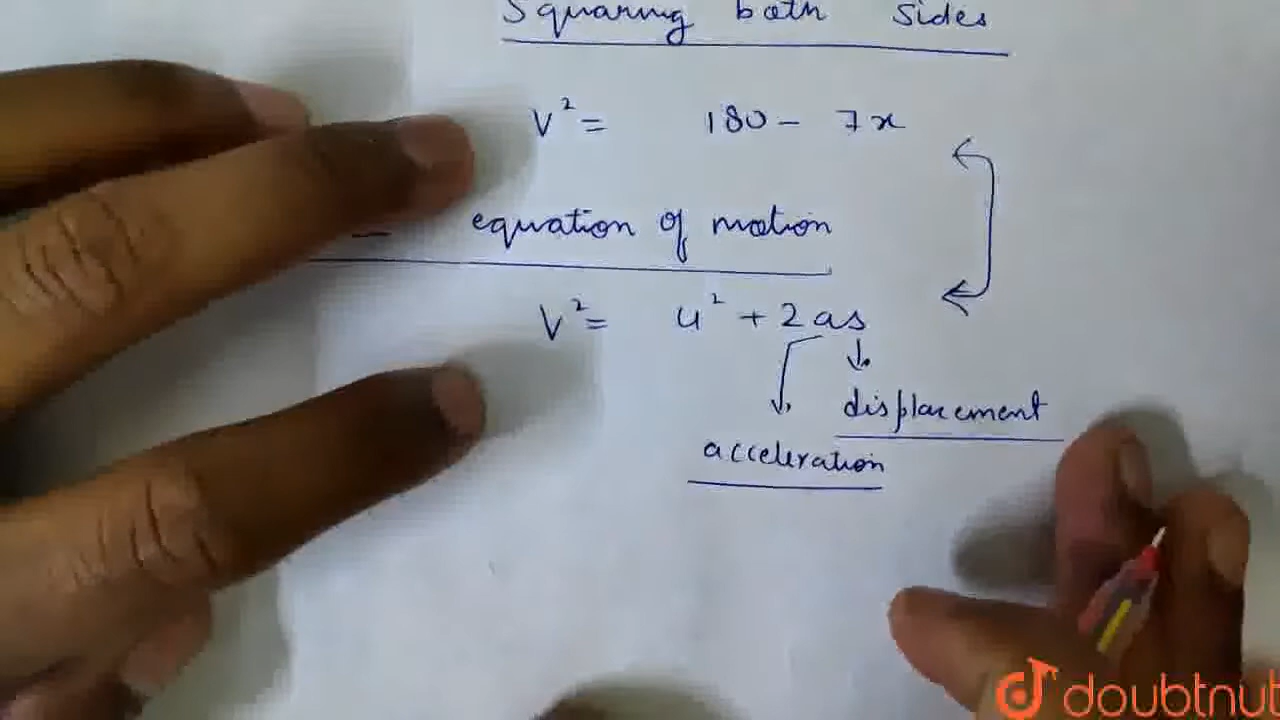 Squaring both sides
V² = 180 - 7x
equation of motion
V² = u² + 2as
displacement
acceleration
doubtnut